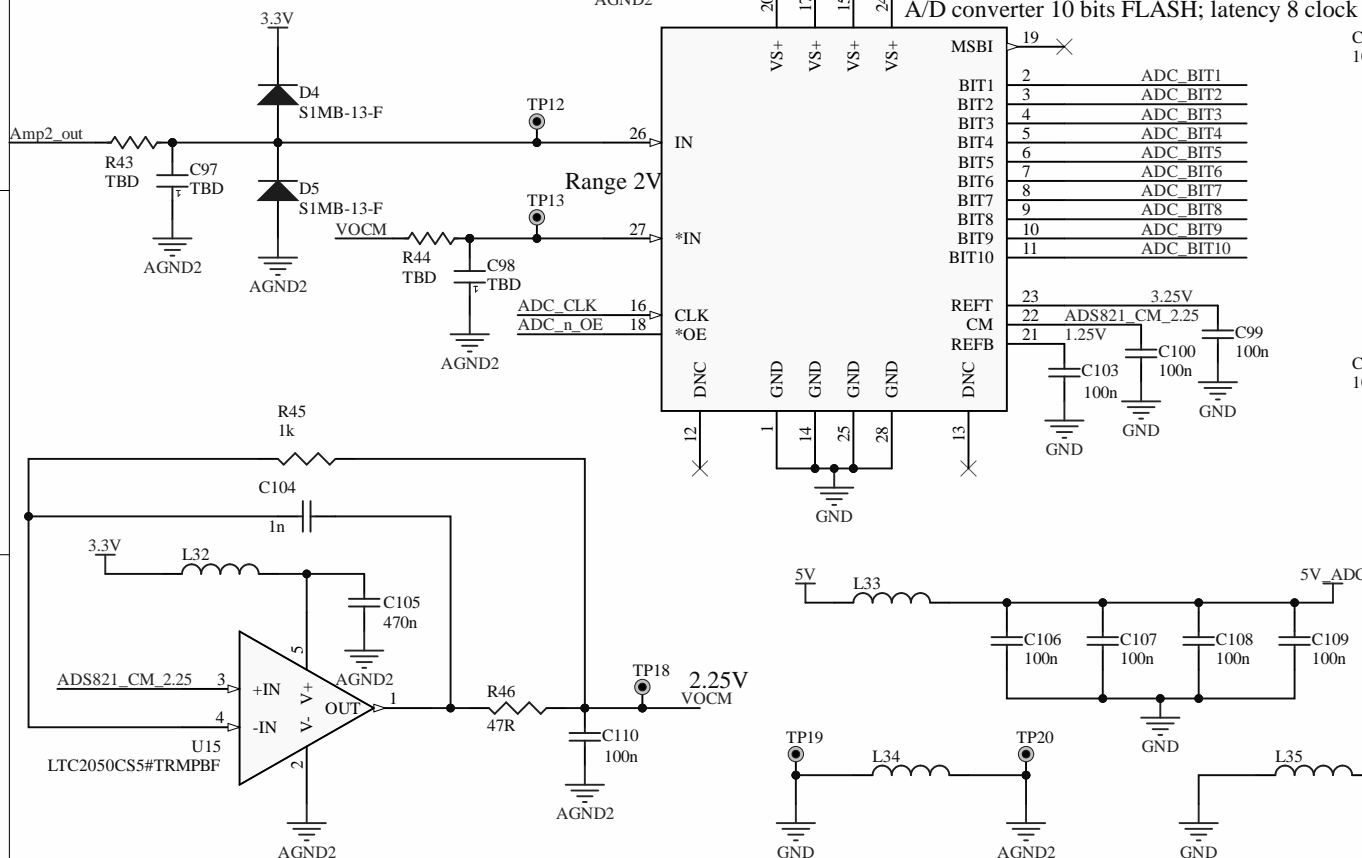 AGND2
A/D converter 10 bits FLASH; latency 8 clock
20
17
15
24
VS+
VS+
VS+
VS+
MSBI
19
3.3V
D4
S1MB-13-F
TP12
Amp2_out
R43
TBD
C97
TBD
1
AGND2
D5
S1MB-13-F
AGND2
26
IN
Range 2V
TP13
VOCM
R44
TBD
C98
TBD
1
AGND2
27
*IN
ADC_CLK
16
CLK
ADC_n_OE
18
*OE
BIT1
2
ADC_BIT1
BIT2
3
ADC_BIT2
BIT3
4
ADC_BIT3
BIT4
5
ADC_BIT4
BIT5
6
ADC_BIT5
BIT6
7
ADC_BIT6
BIT7
8
ADC_BIT7
BIT8
9
ADC_BIT8
BIT9
10
ADC_BIT9
BIT10
11
ADC_BIT10
REFT
23
3.25V
CM
22
ADS821_CM_2.25
REFB
21
1.25V
C99
100n
GND
C100
100n
GND
C103
100n
GND
DNC
GND
GND
GND
GND
DNC
12
1
14
25
28
13
GND
R45
1k
C104
1n
3.3V
L32
C105
470n
AGND2
ADS821_CM_2.25
3
+IN
4
-IN
V+
V-
OUT
5
2
1
U15
LTC2050CS5#TRMPBF
AGND2
R46
47R
TP18
2.25V
VOCM
C110
100n
AGND2
5V
L33
5V_ADC
C106
100n
C107
100n
C108
100n
C109
100n
GND
TP19
L34
TP20
GND
AGND2
L35
GND